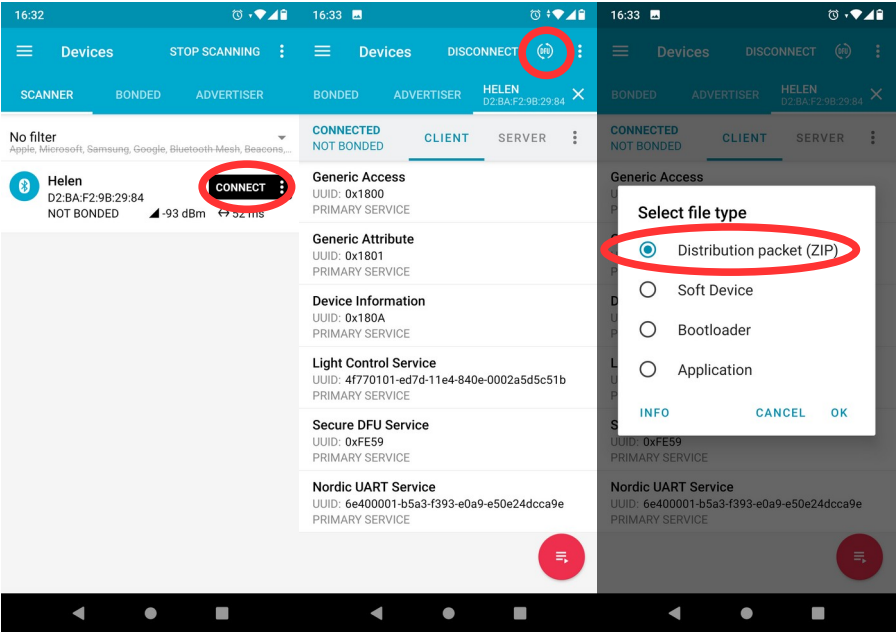 16:32
Devices
STOP SCANNING
SCANNER
BONDED
ADVERTISER
No filter
Apple, Microsoft, Samsung, Google, Bluetooth Mesh, Beacons,...
Helen
CONNECT
D2:BA:F2:9B:29:84
NOT BONDED
-93 dBm
52 ms
16:33
Devices
DISCONNECT
DFU
BONDED
ADVERTISER
HELEN
D2:BA:F2:9B:29:84
CONNECTED
NOT BONDED
CLIENT
SERVER
Generic Access
UUID: 0x1800
PRIMARY SERVICE
Generic Attribute
UUID: 0x1801
PRIMARY SERVICE
Device Information
UUID: 0x180A
PRIMARY SERVICE
Light Control Service
UUID: 4f770101-ed7d-11e4-840e-0002a5d5c51b
PRIMARY SERVICE
Secure DFU Service
UUID: 0xFE59
PRIMARY SERVICE
Nordic UART Service
UUID: 6e400001-b5a3-f393-e0a9-e50e24dcca9e
PRIMARY SERVICE
16:33
Devices
DISCONNECT
DFU
BONDED
ADVERTISER
HELEN
D2:BA:F2:9B:29:84
CONNECTED
NOT BONDED
CLIENT
SERVER
Generic Access
Select file type
Distribution packet (ZIP)
Soft Device
Bootloader
Application
INFO
CANCEL
OK
UUID: 0xFE59
PRIMARY SERVICE
Nordic UART Service
UUID: 6e400001-b5a3-f393-e0a9-e50e24dcca9e
PRIMARY SERVICE